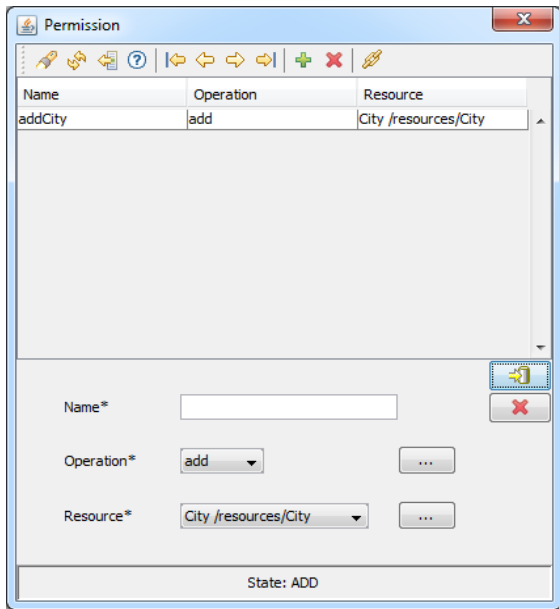 Permission
Name Operation Resource
addCity add City /resources/City
Name*
Operation* add ...
Resource* City /resources/City ...
State: ADD